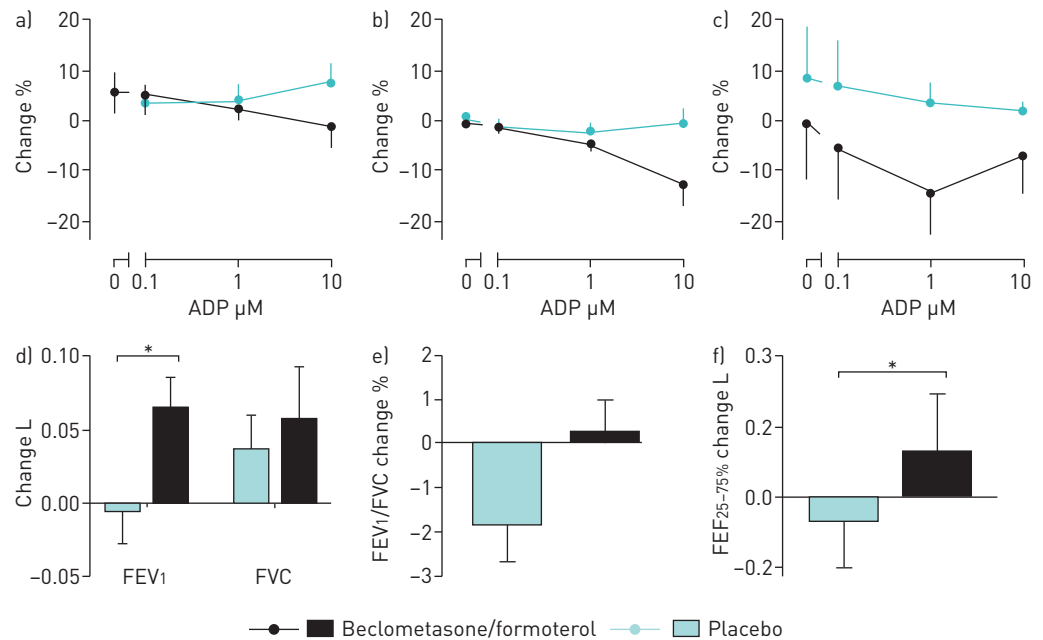 a)
Change %
20
10
0
−10
−20
0 0.1 1 10
ADP µM
b)
Change %
20
10
0
−10
−20
0 0.1 1 10
ADP µM
c)
Change %
20
10
0
−10
−20
0 0.1 1 10
ADP µM
d)
Change L
0.10
0.05
0.00
−0.05
*
FEV1 FVC
e)
FEV1/FVC change %
2
1
0
−1
−2
−3
f)
FEF25–75% change L
0.3
0.2
0.0
−0.2
*
Beclometasone/formoterol Placebo